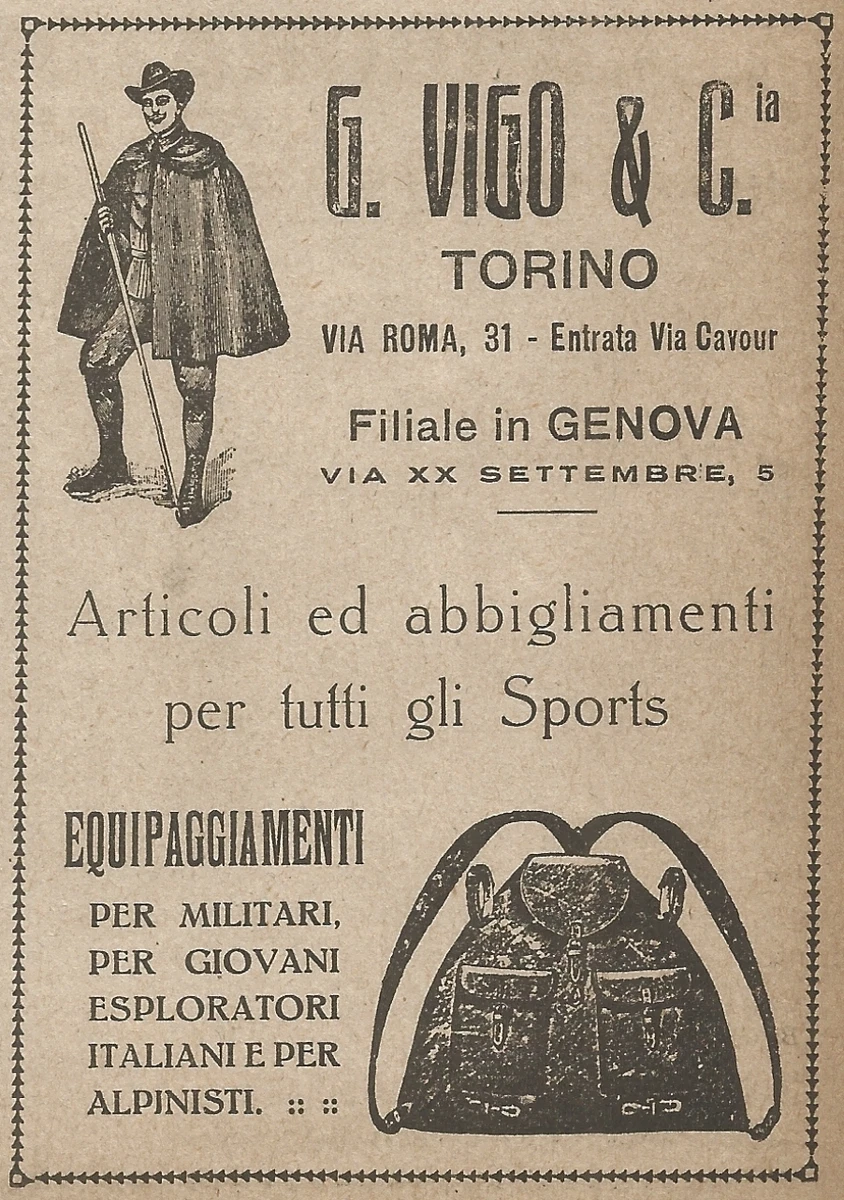 G. VIGO & C.ia
TORINO
VIA ROMA, 31 - Entrata Via Cavour
Filiale in GENOVA
VIA XX SETTEMBRE, 5
Articoli ed abbigliamenti
per tutti gli Sports
EQUIPAGGIAMENTI
PER MILITARI,
PER GIOVANI
ESPLORATORI
ITALIANI E PER
ALPINISTI. :: ::